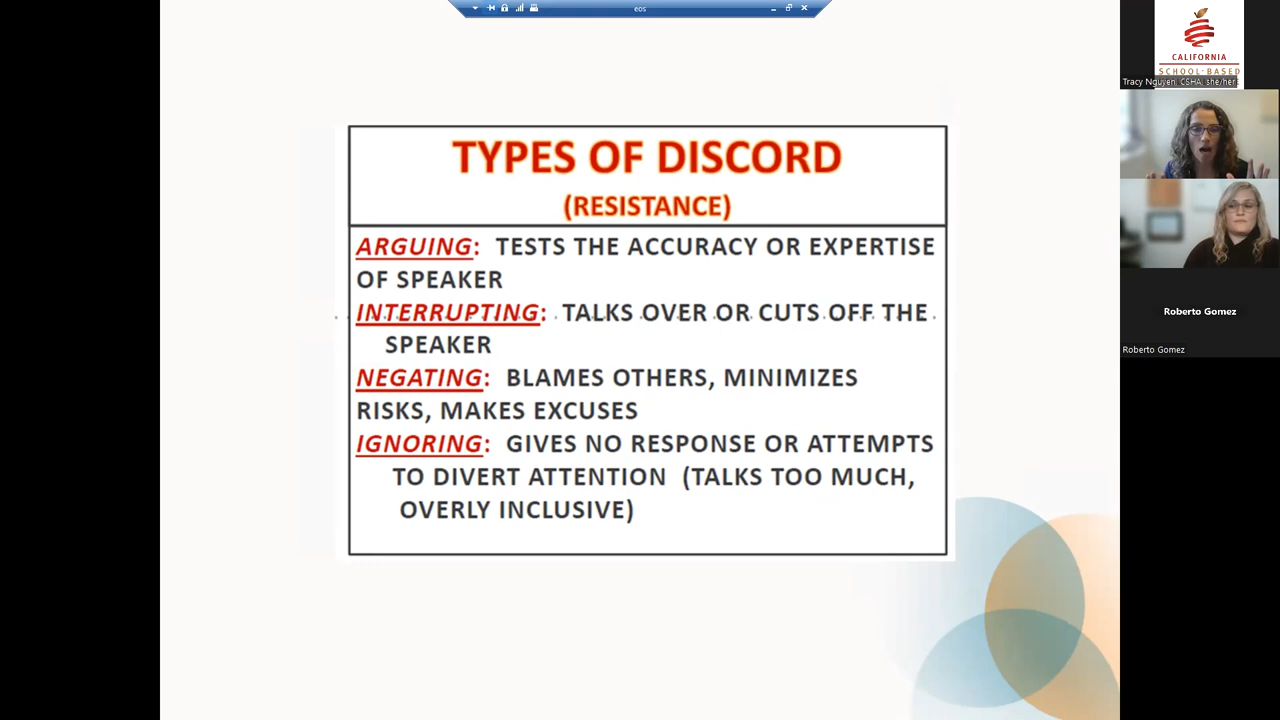 eos
TYPES OF DISCORD
(RESISTANCE)
ARGUING: TESTS THE ACCURACY OR EXPERTISE
OF SPEAKER
INTERRUPTING: TALKS OVER OR CUTS OFF THE
SPEAKER
NEGATING: BLAMES OTHERS, MINIMIZES
RISKS, MAKES EXCUSES
IGNORING: GIVES NO RESPONSE OR ATTEMPTS
TO DIVERT ATTENTION (TALKS TOO MUCH,
OVERLY INCLUSIVE)
CALIFORNIA
SCHOOL-BASED
Tracy Nguyen, CSHA, she/her
Roberto Gomez
Roberto Gomez